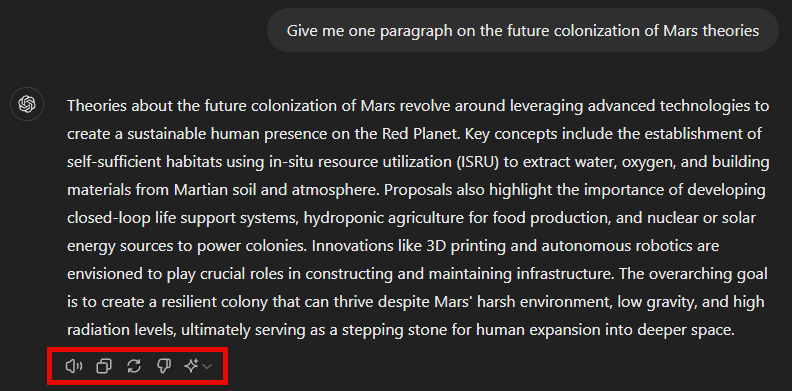 Give me one paragraph on the future colonization of Mars theories
Theories about the future colonization of Mars revolve around leveraging advanced technologies to
create a sustainable human presence on the Red Planet. Key concepts include the establishment of
self-sufficient habitats using in-situ resource utilization (ISRU) to extract water, oxygen, and building
materials from Martian soil and atmosphere. Proposals also highlight the importance of developing
closed-loop life support systems, hydroponic agriculture for food production, and nuclear or solar
energy sources to power colonies. Innovations like 3D printing and autonomous robotics are
envisioned to play crucial roles in constructing and maintaining infrastructure. The overarching goal
is to create a resilient colony that can thrive despite Mars' harsh environment, low gravity, and high
radiation levels, ultimately serving as a stepping stone for human expansion into deeper space.